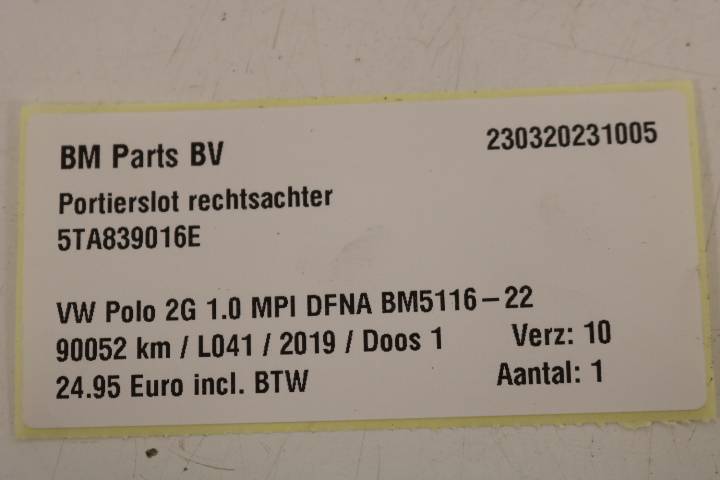 BM Parts BV
230320231005
Portierslot rechtsachter
5TA839016E
VW Polo 2G 1.0 MPI DFNA BM5116-22
90052 km / L041 / 2019 / Doos 1
Verz: 10
24.95 Euro incl. BTW
Aantal: 1